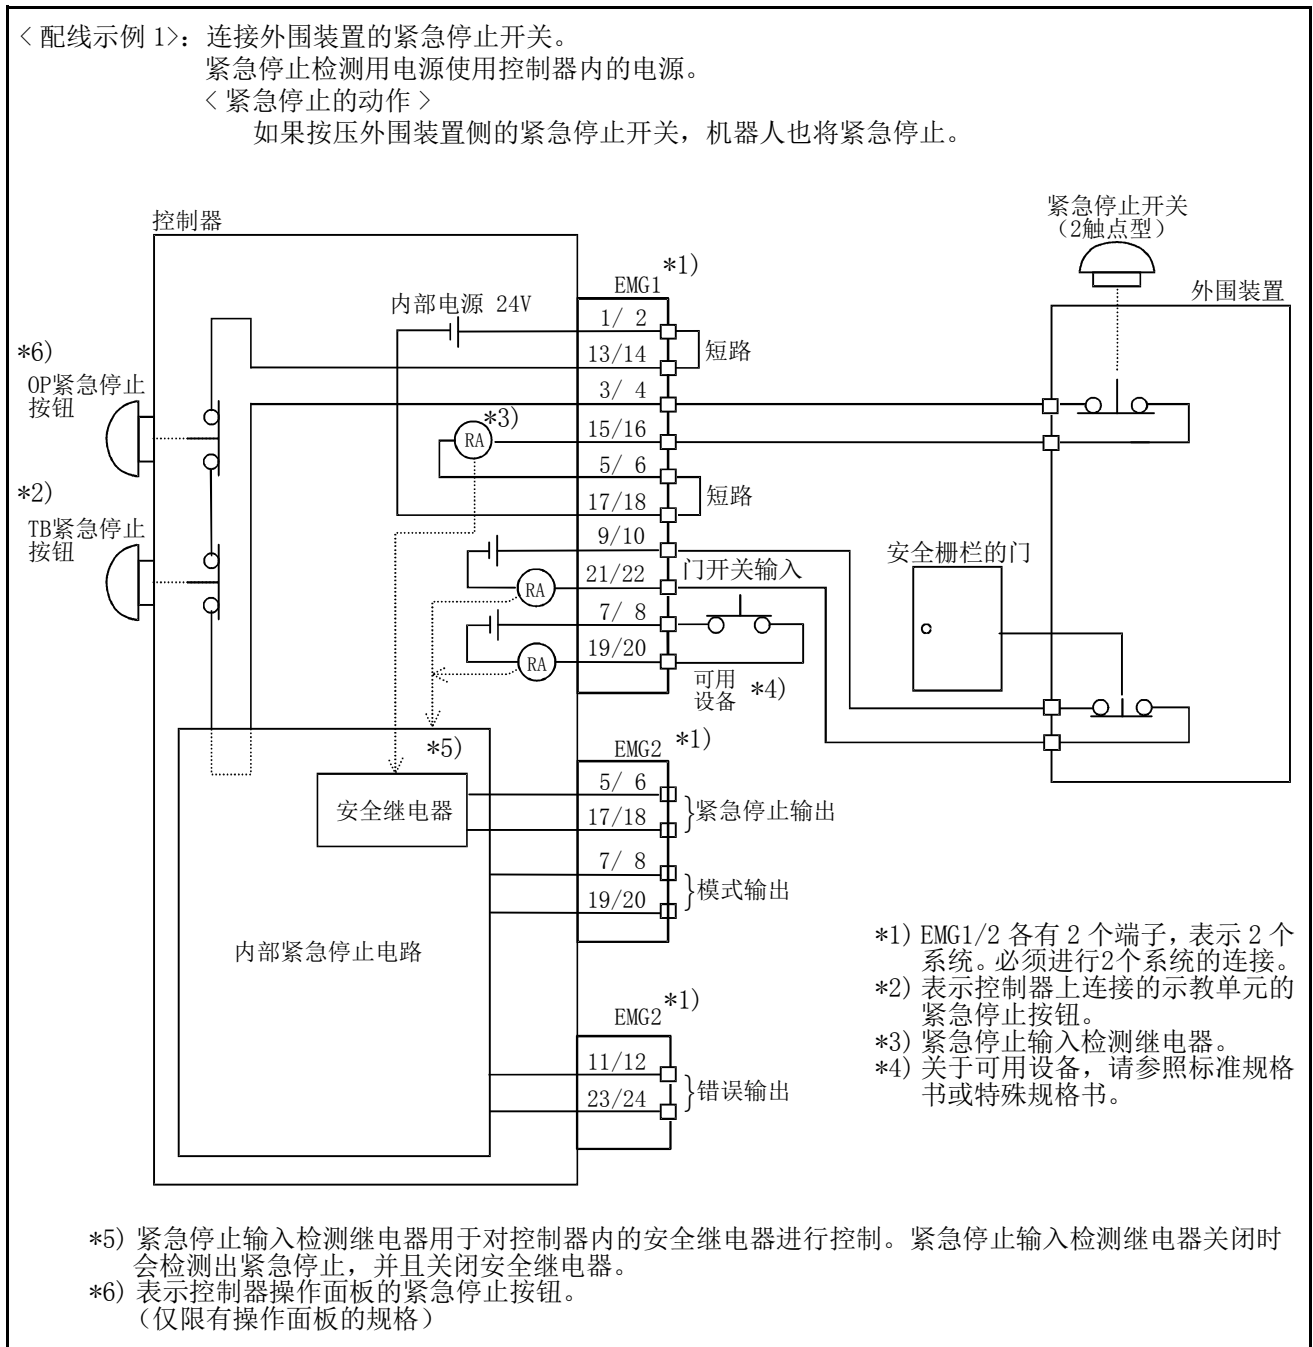 <配线示例 1>：连接外围装置的紧急停止开关。
紧急停止检测用电源使用控制器内的电源。
<紧急停止的动作>
如果按压外围装置侧的紧急停止开关，机器人也将紧急停止。
控制器
紧急停止开关
（2触点型）
外围装置
*1)
EMG1
内部电源 24V
1/ 2
13/14
短路
3/ 4
*6)
OP紧急停止
按钮
*3)
RA
15/16
5/ 6
17/18
短路
*2)
TB紧急停止
按钮
9/10
21/22
门开关输入
安全栅栏的门
RA
7/ 8
19/20
RA
可用
设备
*4)
*5)
EMG2
*1)
安全继电器
5/ 6
17/18
紧急停止输出
7/ 8
19/20
模式输出
内部紧急停止电路
*1)
EMG2
11/12
23/24
错误输出
*1) EMG1/2 各有 2 个端子，表示 2 个
系统。必须进行2个系统的连接。
*2) 表示控制器上连接的示教单元的
紧急停止按钮。
*3) 紧急停止输入检测继电器。
*4) 关于可用设备，请参照标准规格
书或特殊规格书。
*5) 紧急停止输入检测继电器用于对控制器内的安全继电器进行控制。紧急停止输入检测继电器关闭时
会检测出紧急停止，并且关闭安全继电器。
*6) 表示控制器操作面板的紧急停止按钮。
（仅限有操作面板的规格）